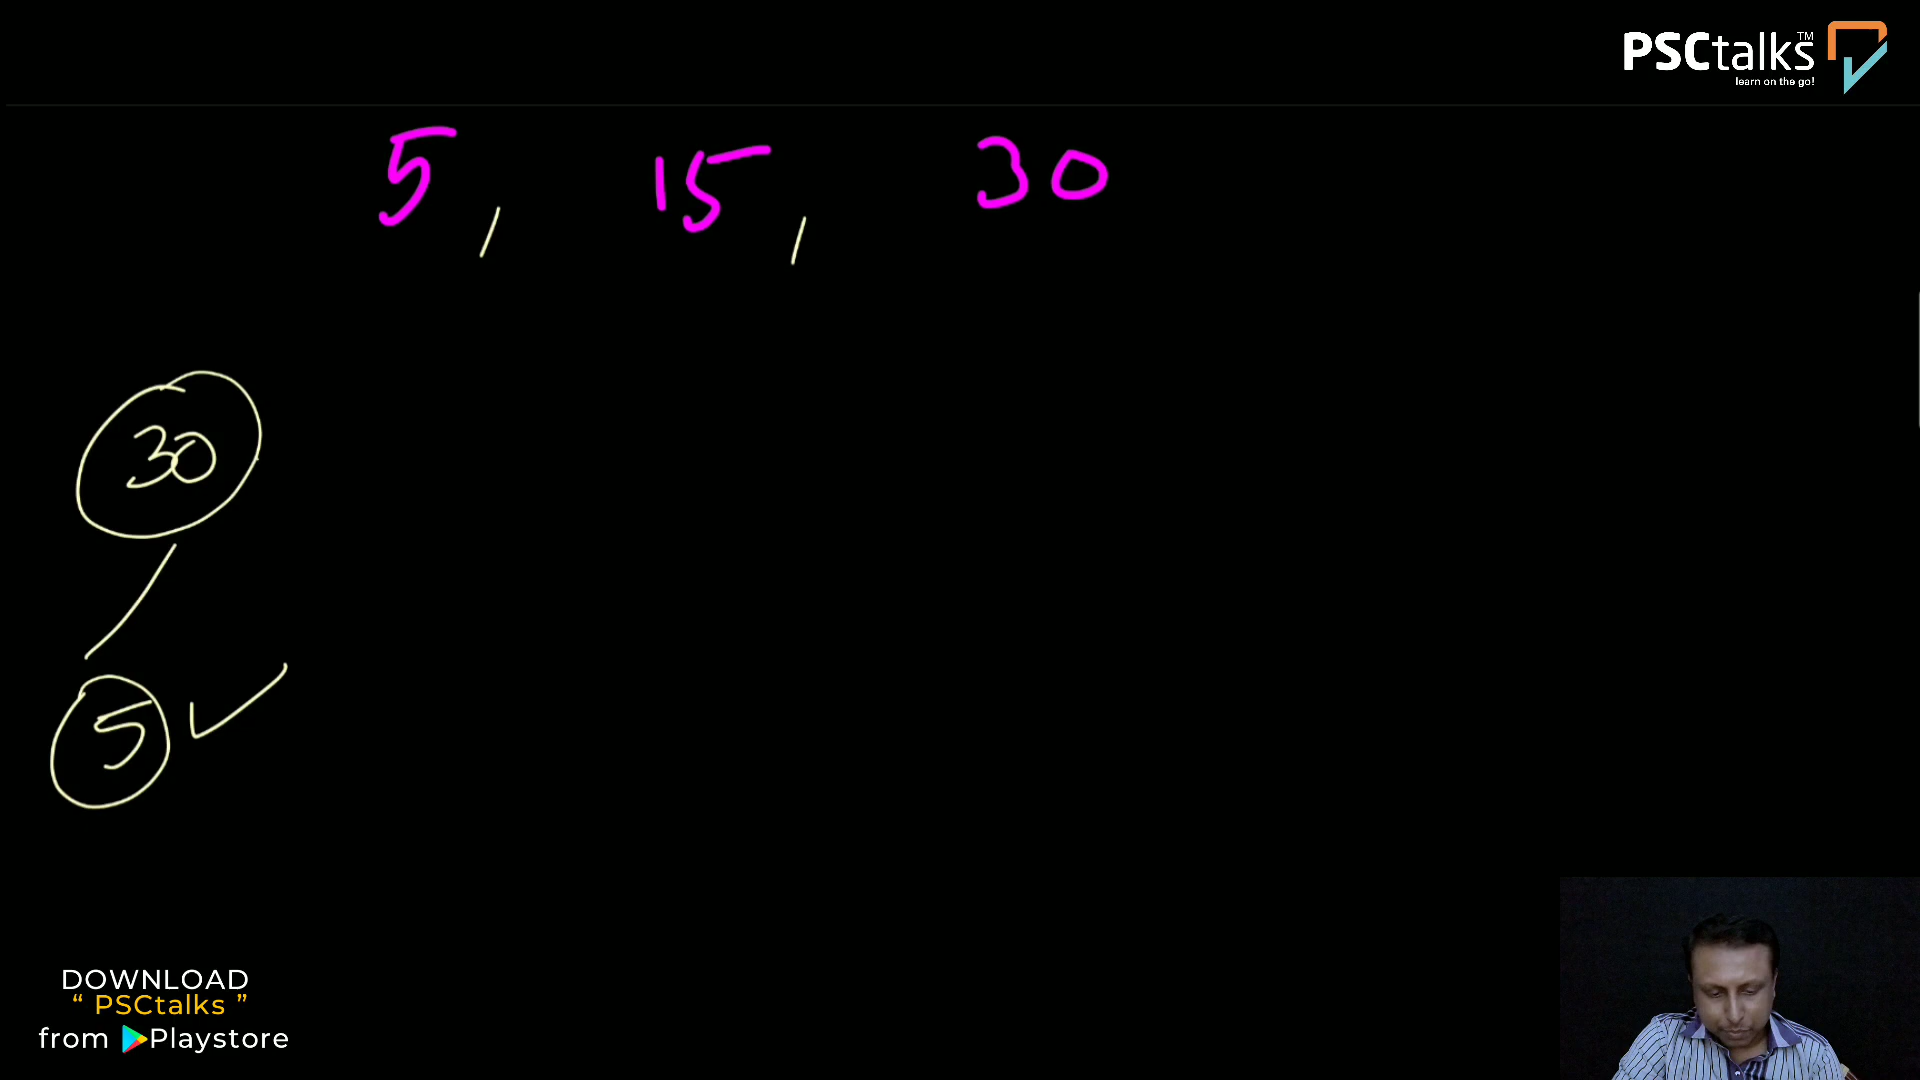 PSCtalks™
learn on the go!
5, 15, 30
30
5
DOWNLOAD
“ PSCtalks ”
from Playstore